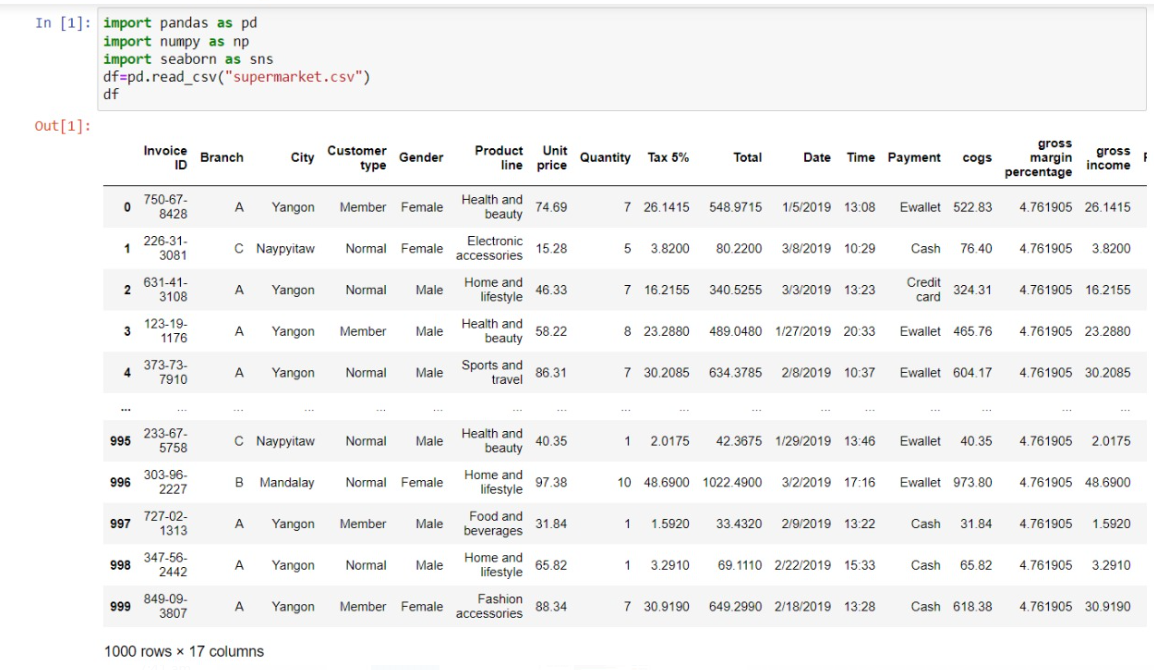 In [1]: import pandas as pd
import numpy as np
import seaborn as sns
df=pd.read_csv("supermarket.csv")
df
Out[1]:
Invoice ID Branch City Customer type Gender Product line Unit price Quantity Tax 5% Total Date Time Payment cogs gross margin percentage gross income
0 750-67-8428 A Yangon Member Female Health and beauty 74.69 7 26.1415 548.9715 1/5/2019 13:08 Ewallet 522.83 4.761905 26.1415
1 226-31-3081 C Naypyitaw Normal Female Electronic accessories 15.28 5 3.8200 80.2200 3/8/2019 10:29 Cash 76.40 4.761905 3.8200
2 631-41-3108 A Yangon Normal Male Home and lifestyle 46.33 7 16.2155 340.5255 3/3/2019 13:23 Credit card 324.31 4.761905 16.2155
3 123-19-1176 A Yangon Member Male Health and beauty 58.22 8 23.2880 489.0480 1/27/2019 20:33 Ewallet 465.76 4.761905 23.2880
4 373-73-7910 A Yangon Normal Male Sports and travel 86.31 7 30.2085 634.3785 2/8/2019 10:37 Ewallet 604.17 4.761905 30.2085
... ... ... ... ... ... ... ... ... ... ... ... ... ... ... ... ...
995 233-67-5758 C Naypyitaw Normal Male Health and beauty 40.35 1 2.0175 42.3675 1/29/2019 13:46 Ewallet 40.35 4.761905 2.0175
996 303-96-2227 B Mandalay Normal Female Home and lifestyle 97.38 10 48.6900 1022.4900 3/2/2019 17:16 Ewallet 973.80 4.761905 48.6900
997 727-02-1313 A Yangon Member Male Food and beverages 31.84 1 1.5920 33.4320 2/9/2019 13:22 Cash 31.84 4.761905 1.5920
998 347-56-2442 A Yangon Normal Male Home and lifestyle 65.82 1 3.2910 69.1110 2/22/2019 15:33 Cash 65.82 4.761905 3.2910
999 849-09-3807 A Yangon Member Female Fashion accessories 88.34 7 30.9190 649.2990 2/18/2019 13:28 Cash 618.38 4.761905 30.9190
1000 rows × 17 columns